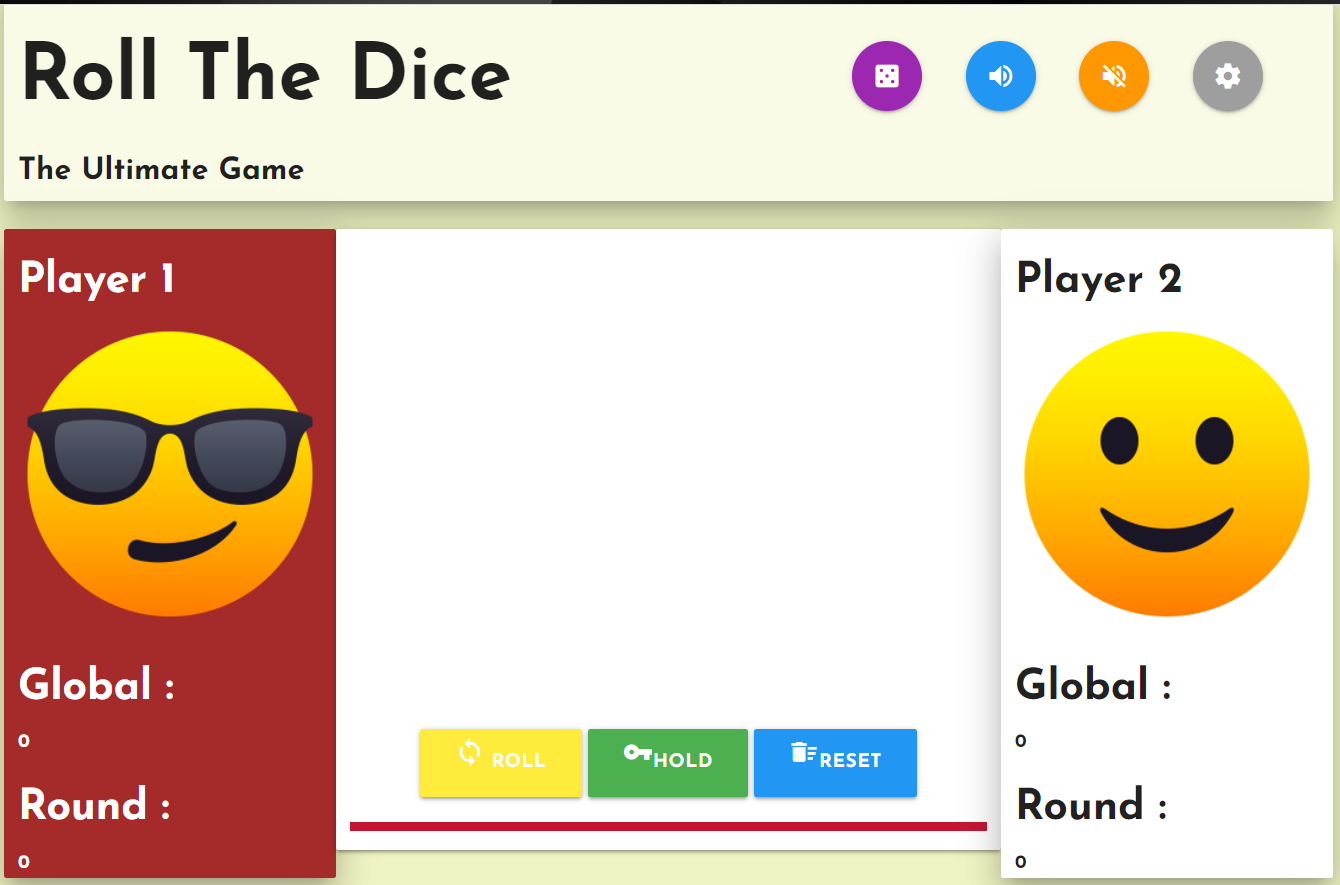 Roll The Dice
The Ultimate Game
Player 1
Global :
0
Round :
0
ROLL
HOLD
RESET
Player 2
Global :
0
Round :
0